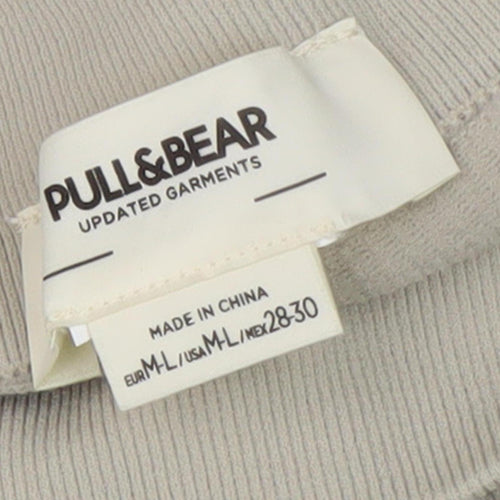 PULL&BEAR
UPDATED GARMENTS
MADE IN CHINA
EUR M-L / USA M-L / MEX 28-30